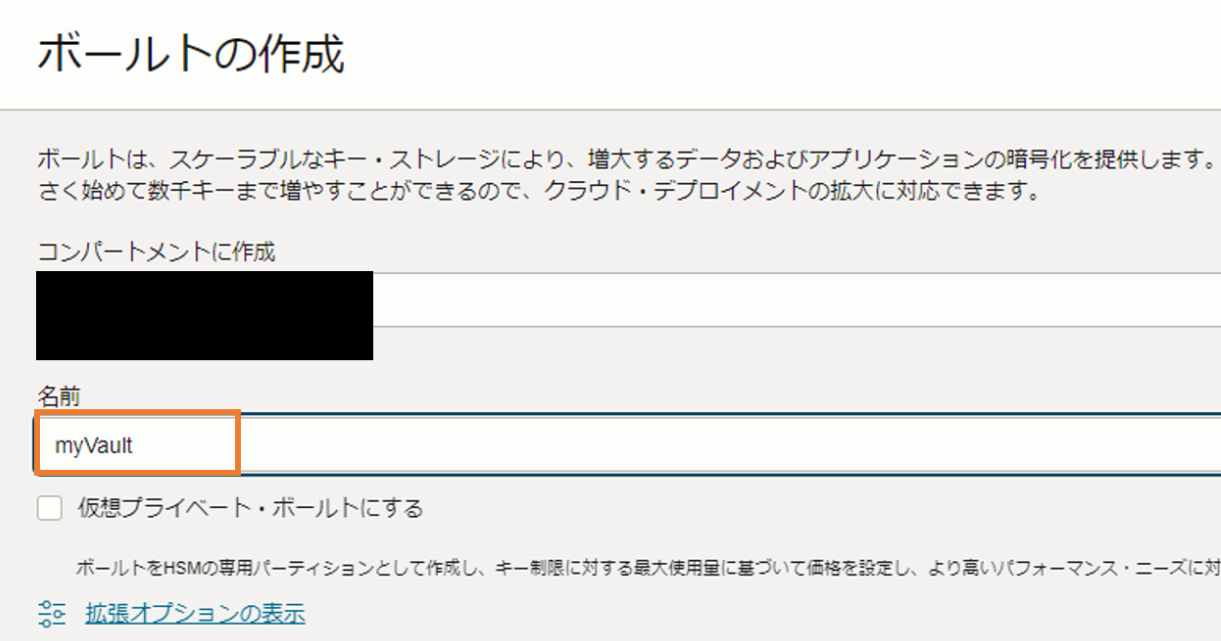 ボールトの作成
ボールトは、スケーラブルなキー・ストレージにより、増大するデータおよびアプリケーションの暗号化を提供します。
さく始めて数千キーまで増やすことができるので、クラウド・デプロイメントの拡大に対応できます。
コンパートメントに作成
名前
myVault
仮想プライベート・ボールトにする
ボールトをHSMの専用パーティションとして作成し、キー制限に対する最大使用量に基づいて価格を設定し、より高いパフォーマンス・ニーズに対
拡張オプションの表示